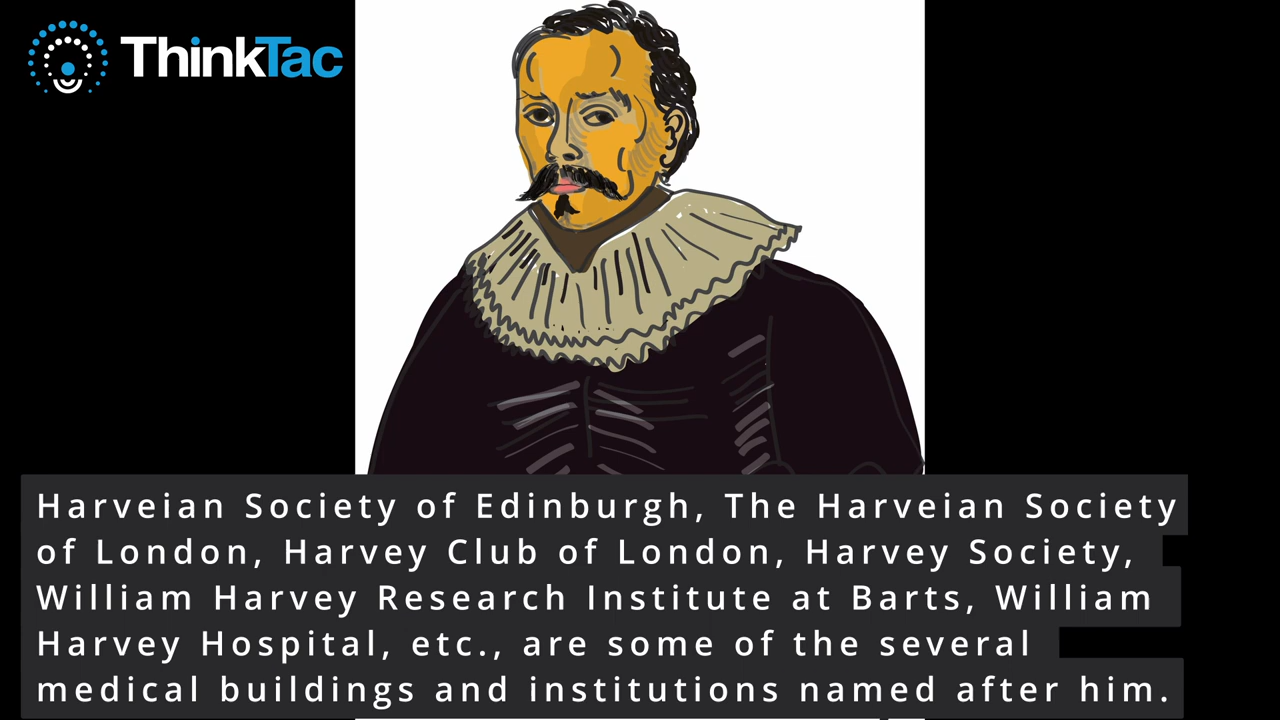 ThinkTac
Harveian Society of Edinburgh, The Harveian Society
of London, Harvey Club of London, Harvey Society,
William Harvey Research Institute at Barts, William
Harvey Hospital, etc., are some of the several
medical buildings and institutions named after him.